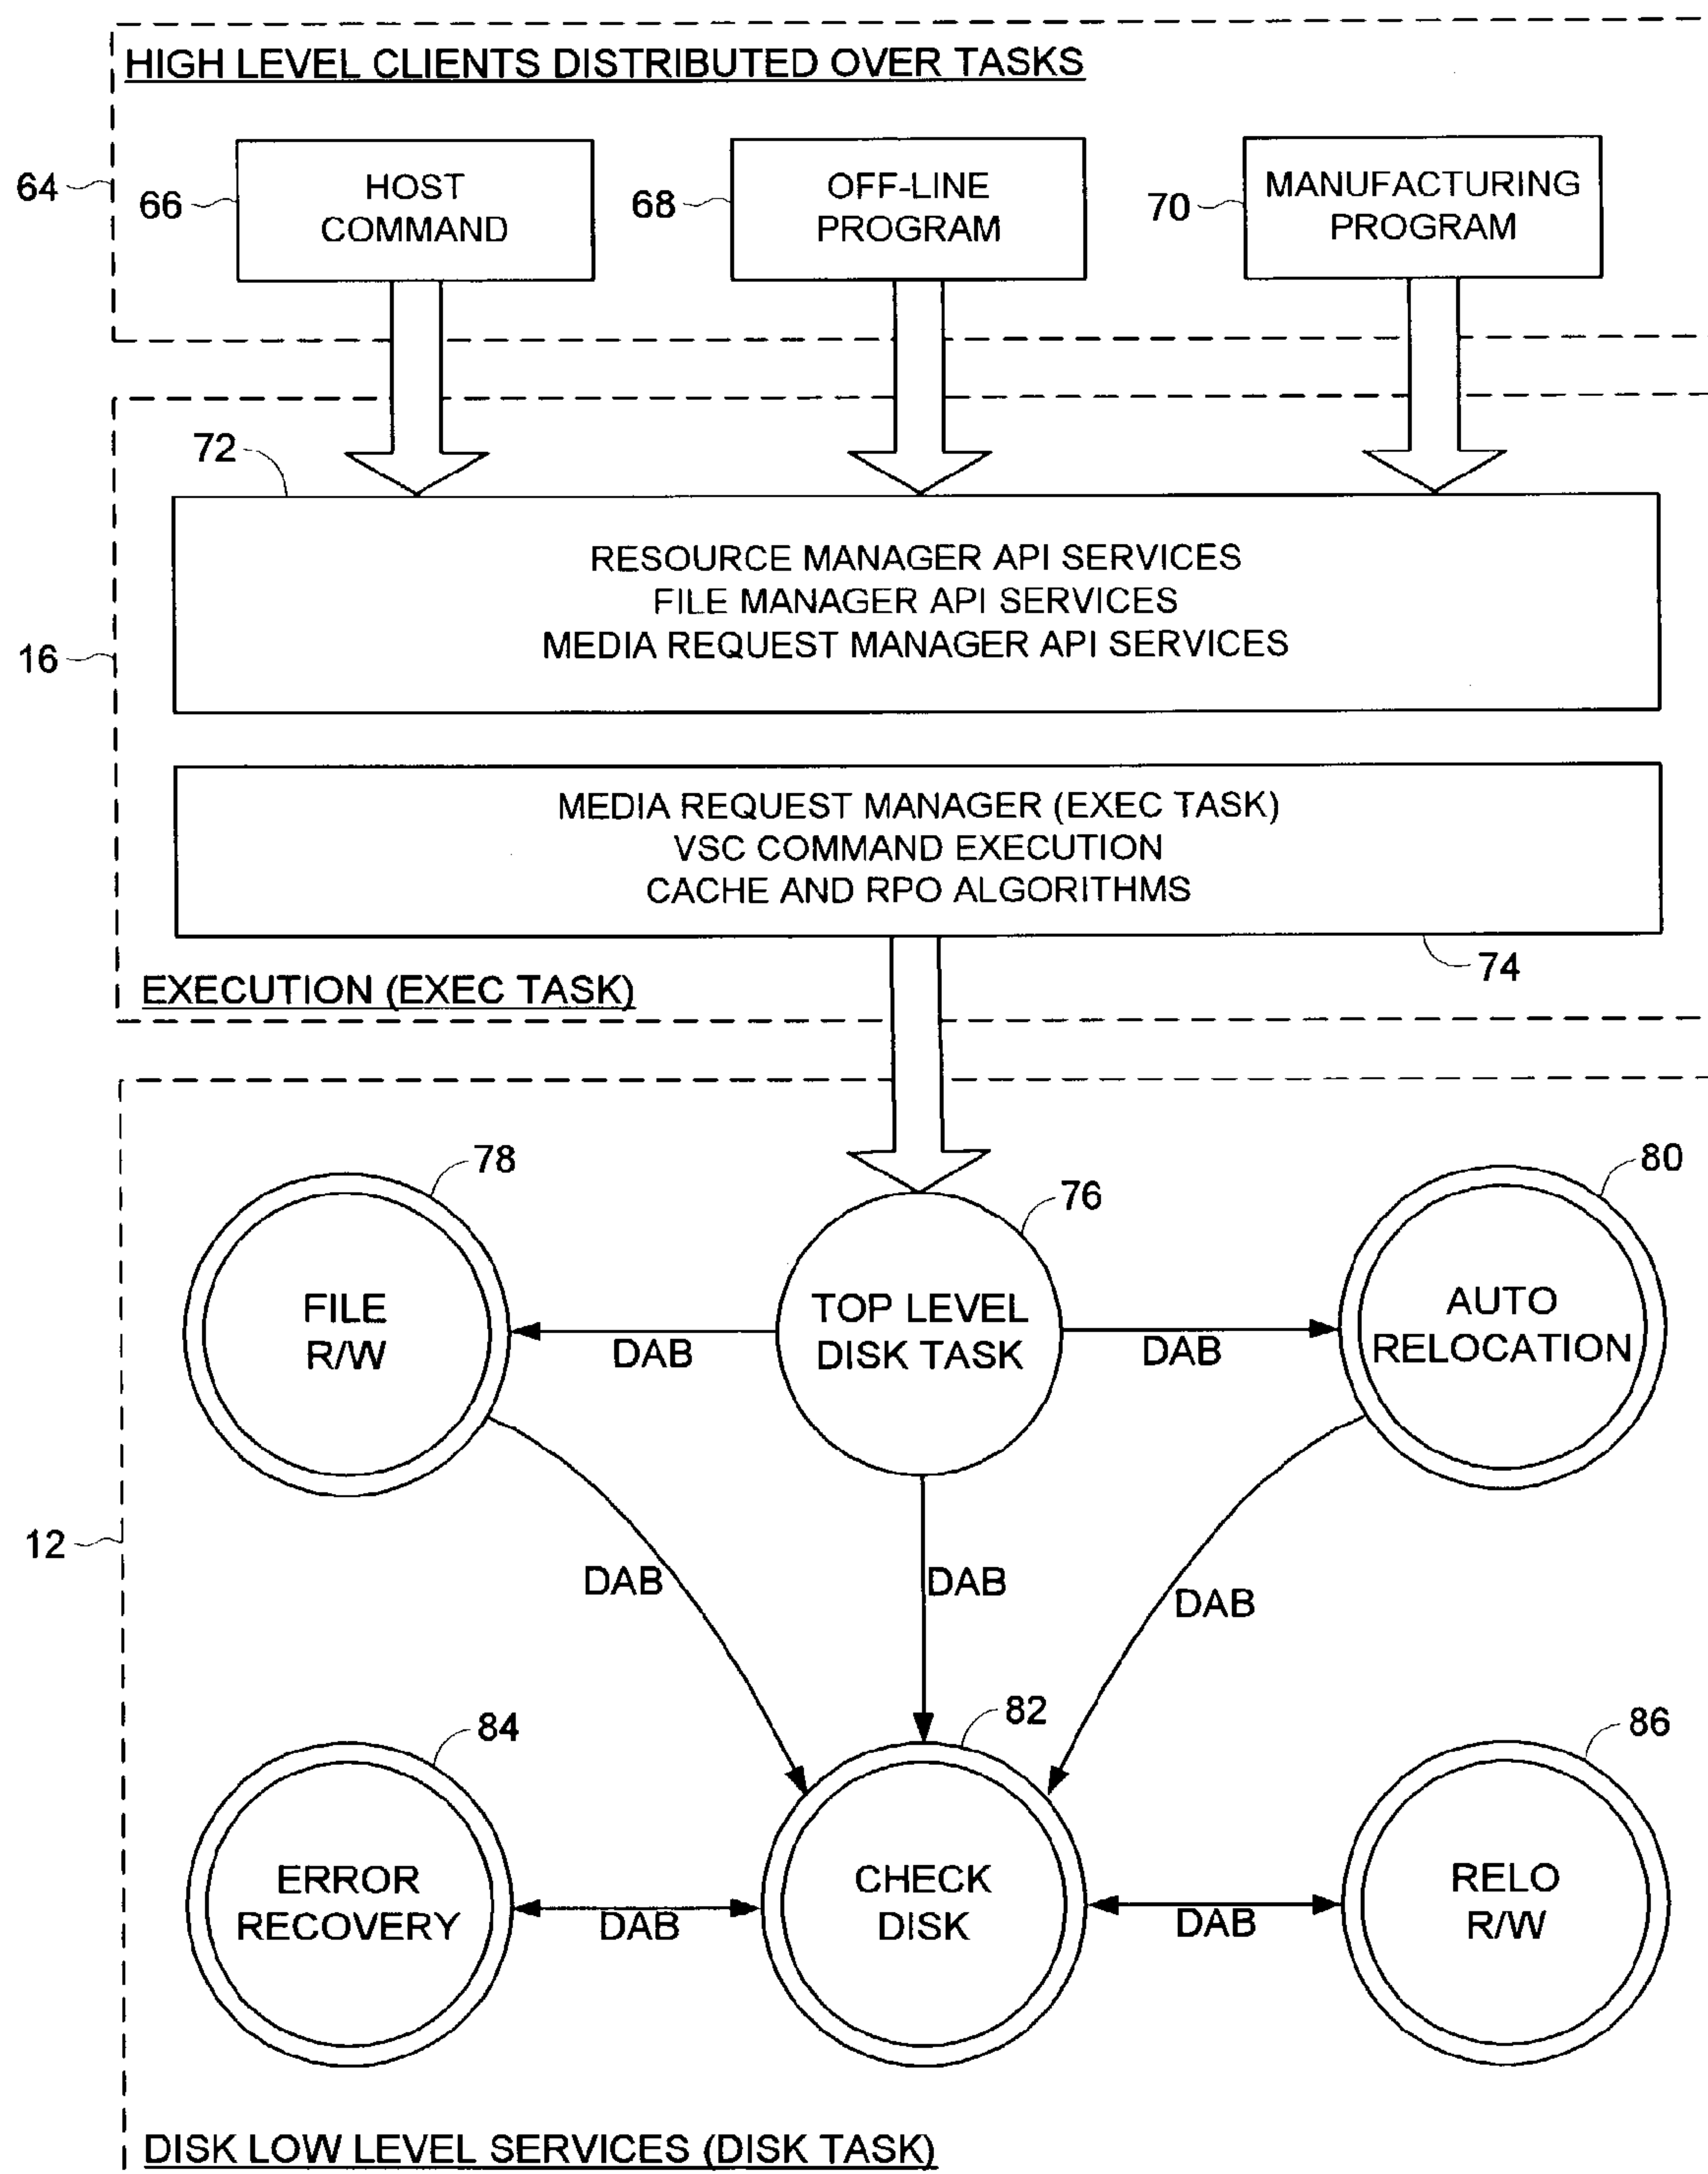 HIGH LEVEL CLIENTS DISTRIBUTED OVER TASKS
64
66
HOST
COMMAND
68
OFF-LINE
PROGRAM
70
MANUFACTURING
PROGRAM
72
16
RESOURCE MANAGER API SERVICES
FILE MANAGER API SERVICES
MEDIA REQUEST MANAGER API SERVICES
MEDIA REQUEST MANAGER (EXEC TASK)
VSC COMMAND EXECUTION
CACHE AND RPO ALGORITHMS
74
EXECUTION (EXEC TASK)
12
78
FILE
R/W
76
TOP LEVEL
DISK TASK
80
AUTO
RELOCATION
DAB
DAB
DAB
DAB
DAB
84
ERROR
RECOVERY
82
CHECK
DISK
86
RELO
R/W
DAB
DAB
DISK LOW LEVEL SERVICES (DISK TASK)